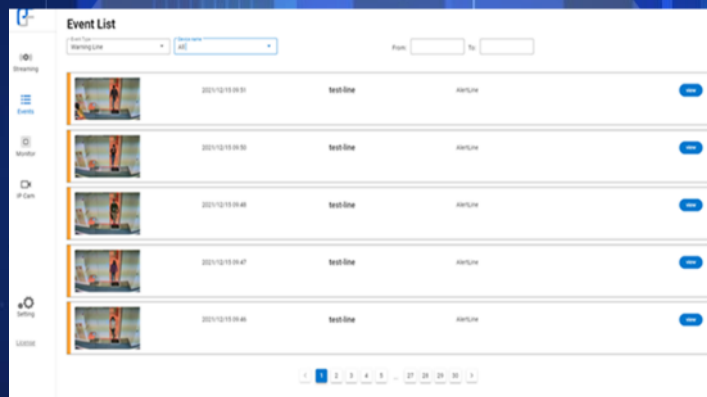 Event List
Event Type
Warning Line
Device name
All
From:
To:
Streaming
Events
Monitor
IP Cam
Setting
License
2021/12/15 09:51 test-line AlertLine view
2021/12/15 09:50 test-line AlertLine view
2021/12/15 09:48 test-line AlertLine view
2021/12/15 09:47 test-line AlertLine view
2021/12/15 09:46 test-line AlertLine view
< 1 2 3 4 5 ... 27 28 29 30 >